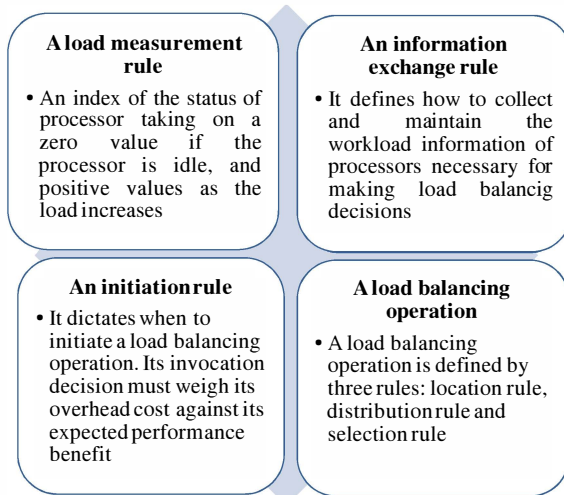 A load measurement
rule
• An index of the status of
processor taking on a
zero value if the
processor is idle, and
positive values as the
load increases
An information
exchange rule
• It defines how to collect
and maintain the
workload information of
processors necessary for
making load balancig
decisions
An initiation rule
• It dictates when to
initiate a load balancing
operation. Its invocation
decision must weigh its
overhead cost against its
expected performance
benefit
A load balancing
operation
• A load balancing
operation is defined by
three rules: location rule,
distribution rule and
selection rule